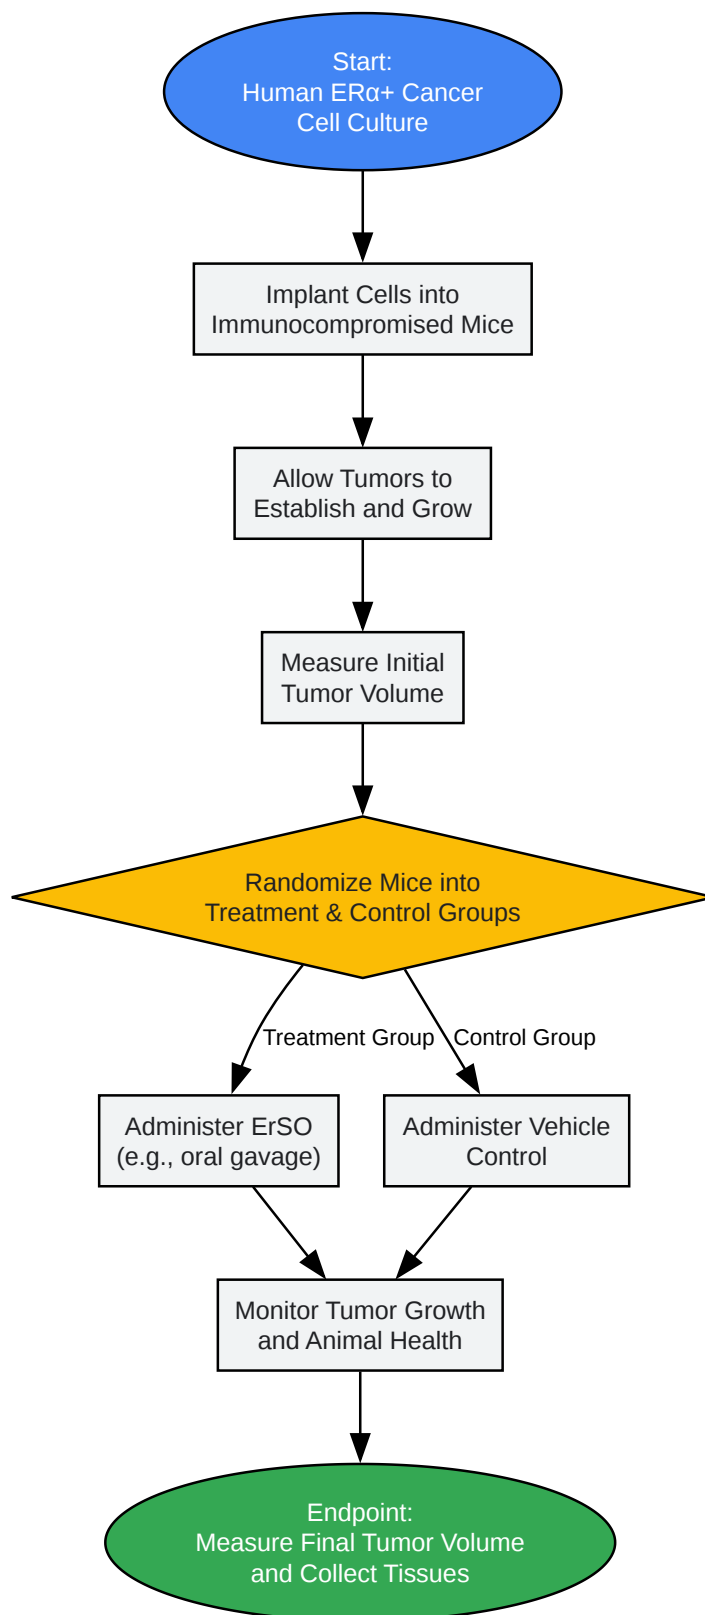 Start:
Human ERα+ Cancer
Cell Culture
Implant Cells into
Immunocompromised Mice
Allow Tumors to
Establish and Grow
Measure Initial
Tumor Volume
Randomize Mice into
Treatment & Control Groups
Treatment Group
Control Group
Administer ErSO
(e.g., oral gavage)
Administer Vehicle
Control
Monitor Tumor Growth
and Animal Health
Endpoint:
Measure Final Tumor Volume
and Collect Tissues